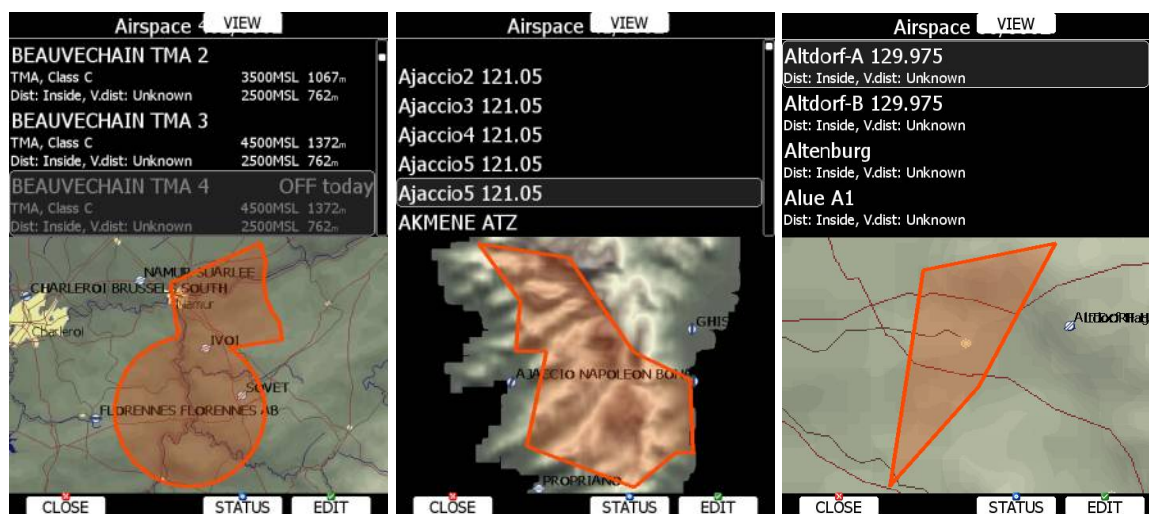 Airspace 4
VIEW
BEAUVECHAIN TMA 2
TMA, Class C 3500MSL 1067m
Dist: Inside, V.dist: Unknown 2500MSL 762m
BEAUVECHAIN TMA 3
TMA, Class C 4500MSL 1372m
Dist: Inside, V.dist: Unknown 2500MSL 762m
BEAUVECHAIN TMA 4 OFF today
TMA, Class C 4500MSL 1372m
Dist: Inside, V.dist: Unknown 2500MSL 762m
NAMUR SUARLEE
CHARLEROI BRUSSELS SOUTH
Namur
Charleroi
IVOI
SOVET
FLORENNES FLORENNES AB
CLOSE STATUS EDIT
Airspace
VIEW
Ajaccio2 121.05
Ajaccio3 121.05
Ajaccio4 121.05
Ajaccio5 121.05
Ajaccio5 121.05
AKMENE ATZ
GHIS
AJACCIO NAPOLEON BONA
PROPRIANO
CLOSE STATUS EDIT
Airspace
VIEW
Altdorf-A 129.975
Dist: Inside, V.dist: Unknown
Altdorf-B 129.975
Dist: Inside, V.dist: Unknown
Altenburg
Dist: Inside, V.dist: Unknown
Alue A1
Dist: Inside, V.dist: Unknown
CLOSE STATUS EDIT